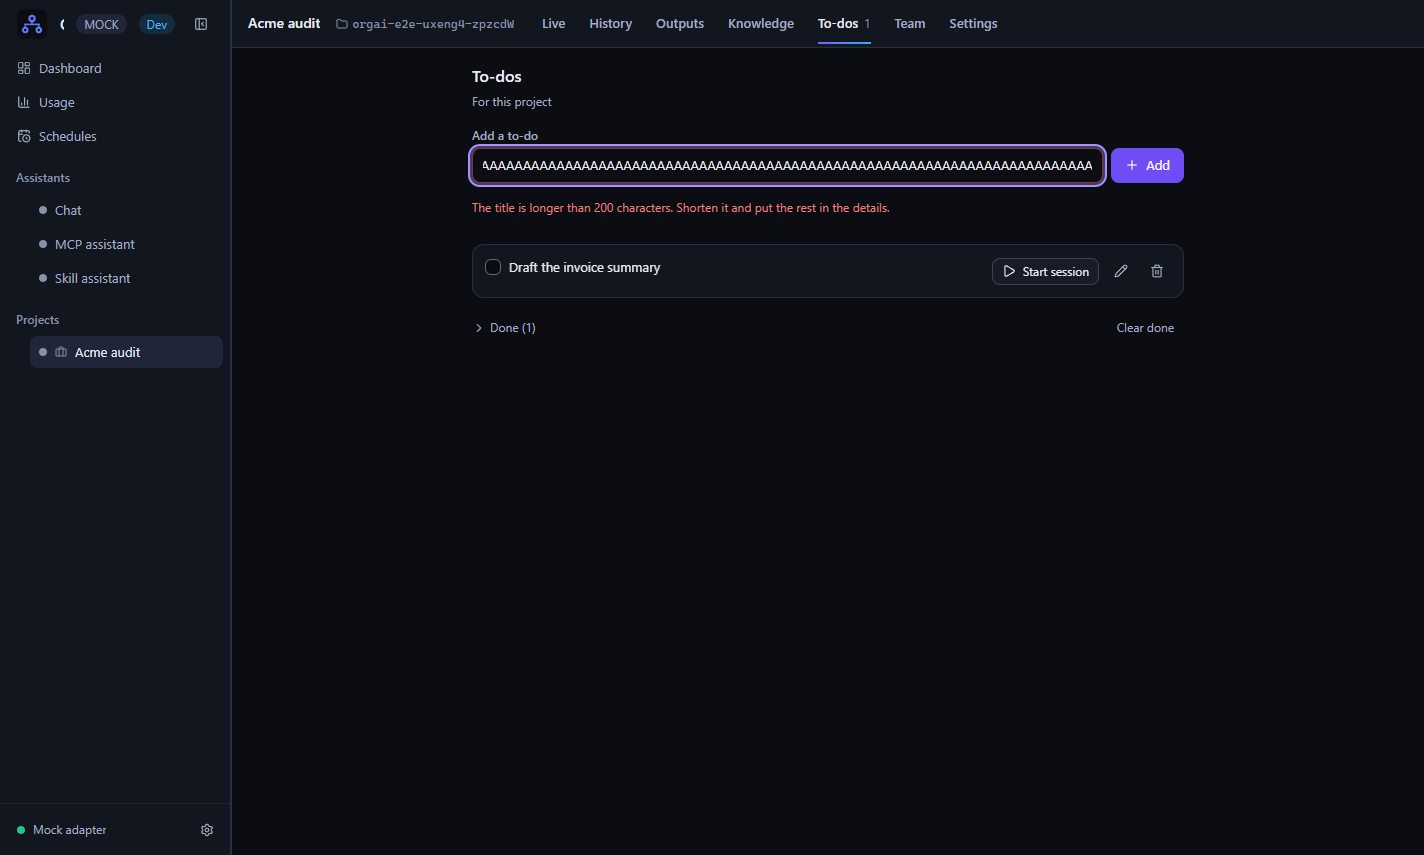 MOCK
Dev
Dashboard
Usage
Schedules
Assistants
Chat
MCP assistant
Skill assistant
Projects
Acme audit
Mock adapter
Acme audit
orgai-e2e-uxeng4-zpzcdW
Live
History
Outputs
Knowledge
To-dos 1
Team
Settings
To-dos
For this project
Add a to-do
AAAAAAAAAAAAAAAAAAAAAAAAAAAAAAAAAAAAAAAAAAAAAAAAAAAAAAAAAAAAAAAAAAAAAAAAA
Add
The title is longer than 200 characters. Shorten it and put the rest in the details.
Draft the invoice summary
Start session
Done (1)
Clear done